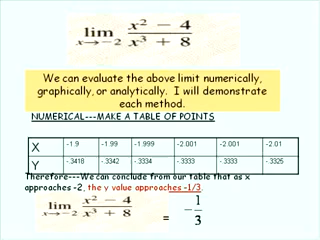 lim x→-2 x² - 4 / x³ + 8
We can evaluate the above limit numerically,
graphically, or analytically. I will demonstrate
each method.
NUMERICAL---MAKE A TABLE OF POINTS
X -1.9 -1.99 -1.999 -2.001 -2.001 -2.01
Y -.3418 -.3342 -.3334 -.3333 -.3333 -.3325
Therefore---We can conclude from our table that as x
approaches -2, the y value approaches -1/3.
lim x→-2 x² - 4 / x³ + 8 = - 1/3